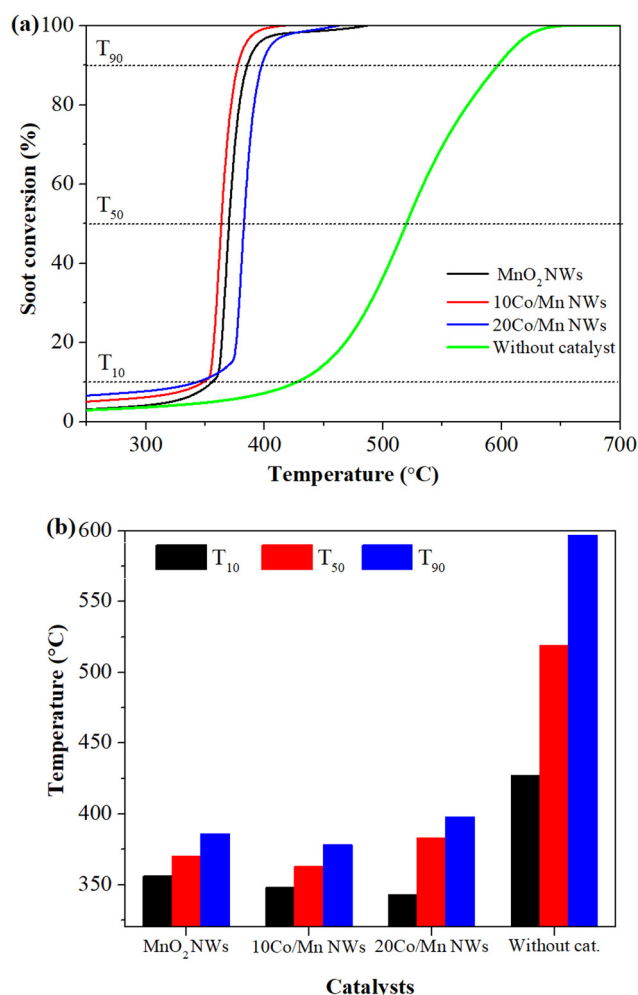 (a)
100
80
60
40
20
0
Soot conversion (%)
T90
T50
T10
MnO2 NWs
10Co/Mn NWs
20Co/Mn NWs
Without catalyst
300 400 500 600 700
Temperature (°C)
(b)
600
550
500
450
400
350
Temperature (°C)
T10 T50 T90
MnO2 NWs 10Co/Mn NWs 20Co/Mn NWs Without cat.
Catalysts